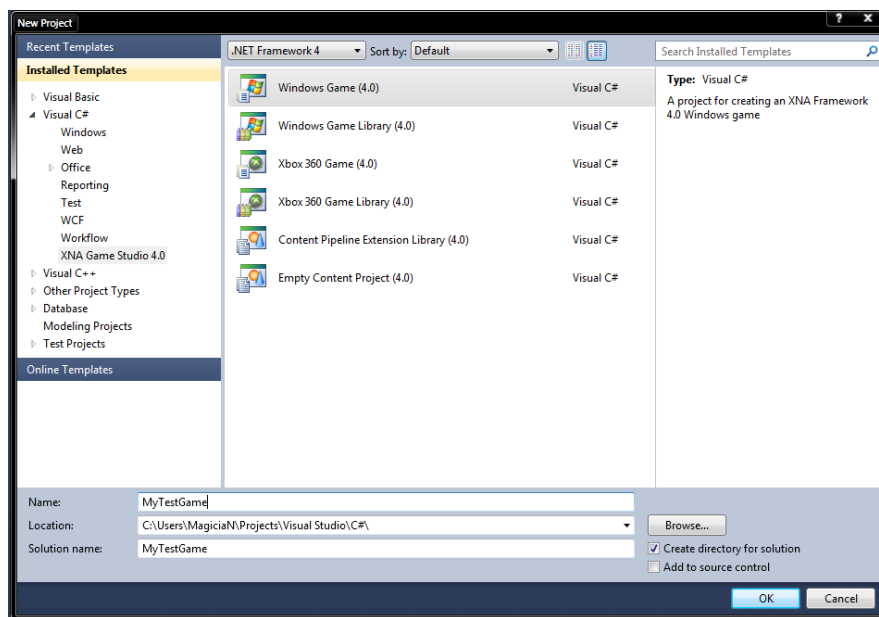 New Project
? X
Recent Templates
.NET Framework 4 Sort by: Default
Search Installed Templates
Installed Templates
Visual Basic
Visual C#
Windows
Web
Office
Reporting
Test
WCF
Workflow
XNA Game Studio 4.0
Visual C++
Other Project Types
Database
Modeling Projects
Test Projects
Online Templates
Windows Game (4.0) Visual C#
Windows Game Library (4.0) Visual C#
Xbox 360 Game (4.0) Visual C#
Xbox 360 Game Library (4.0) Visual C#
Content Pipeline Extension Library (4.0) Visual C#
Empty Content Project (4.0) Visual C#
Type: Visual C#
A project for creating an XNA Framework
4.0 Windows game
Name: MyTestGame
Location: C:\Users\MagiciaN\Projects\Visual Studio\C#\ Browse...
Solution name: MyTestGame
Create directory for solution
Add to source control
OK Cancel